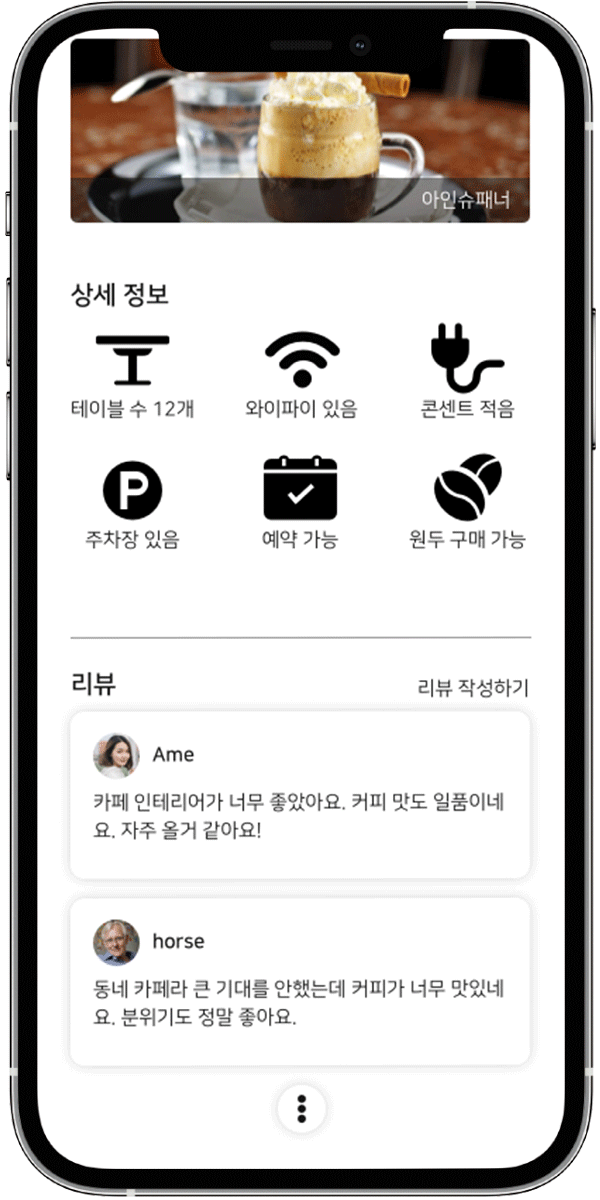 아인슈패너
상세 정보
테이블 수 12개
와이파이 있음
콘센트 적음
P
주차장 있음
예약 가능
원두 구매 가능
리뷰
리뷰 작성하기
Ame
카페 인테리어가 너무 좋았아요. 커피 맛도 일품이네
요. 자주 올거 같아요!
horse
동네 카페라 큰 기대를 안했는데 커피가 너무 맛있네
요. 분위기도 정말 좋아요.